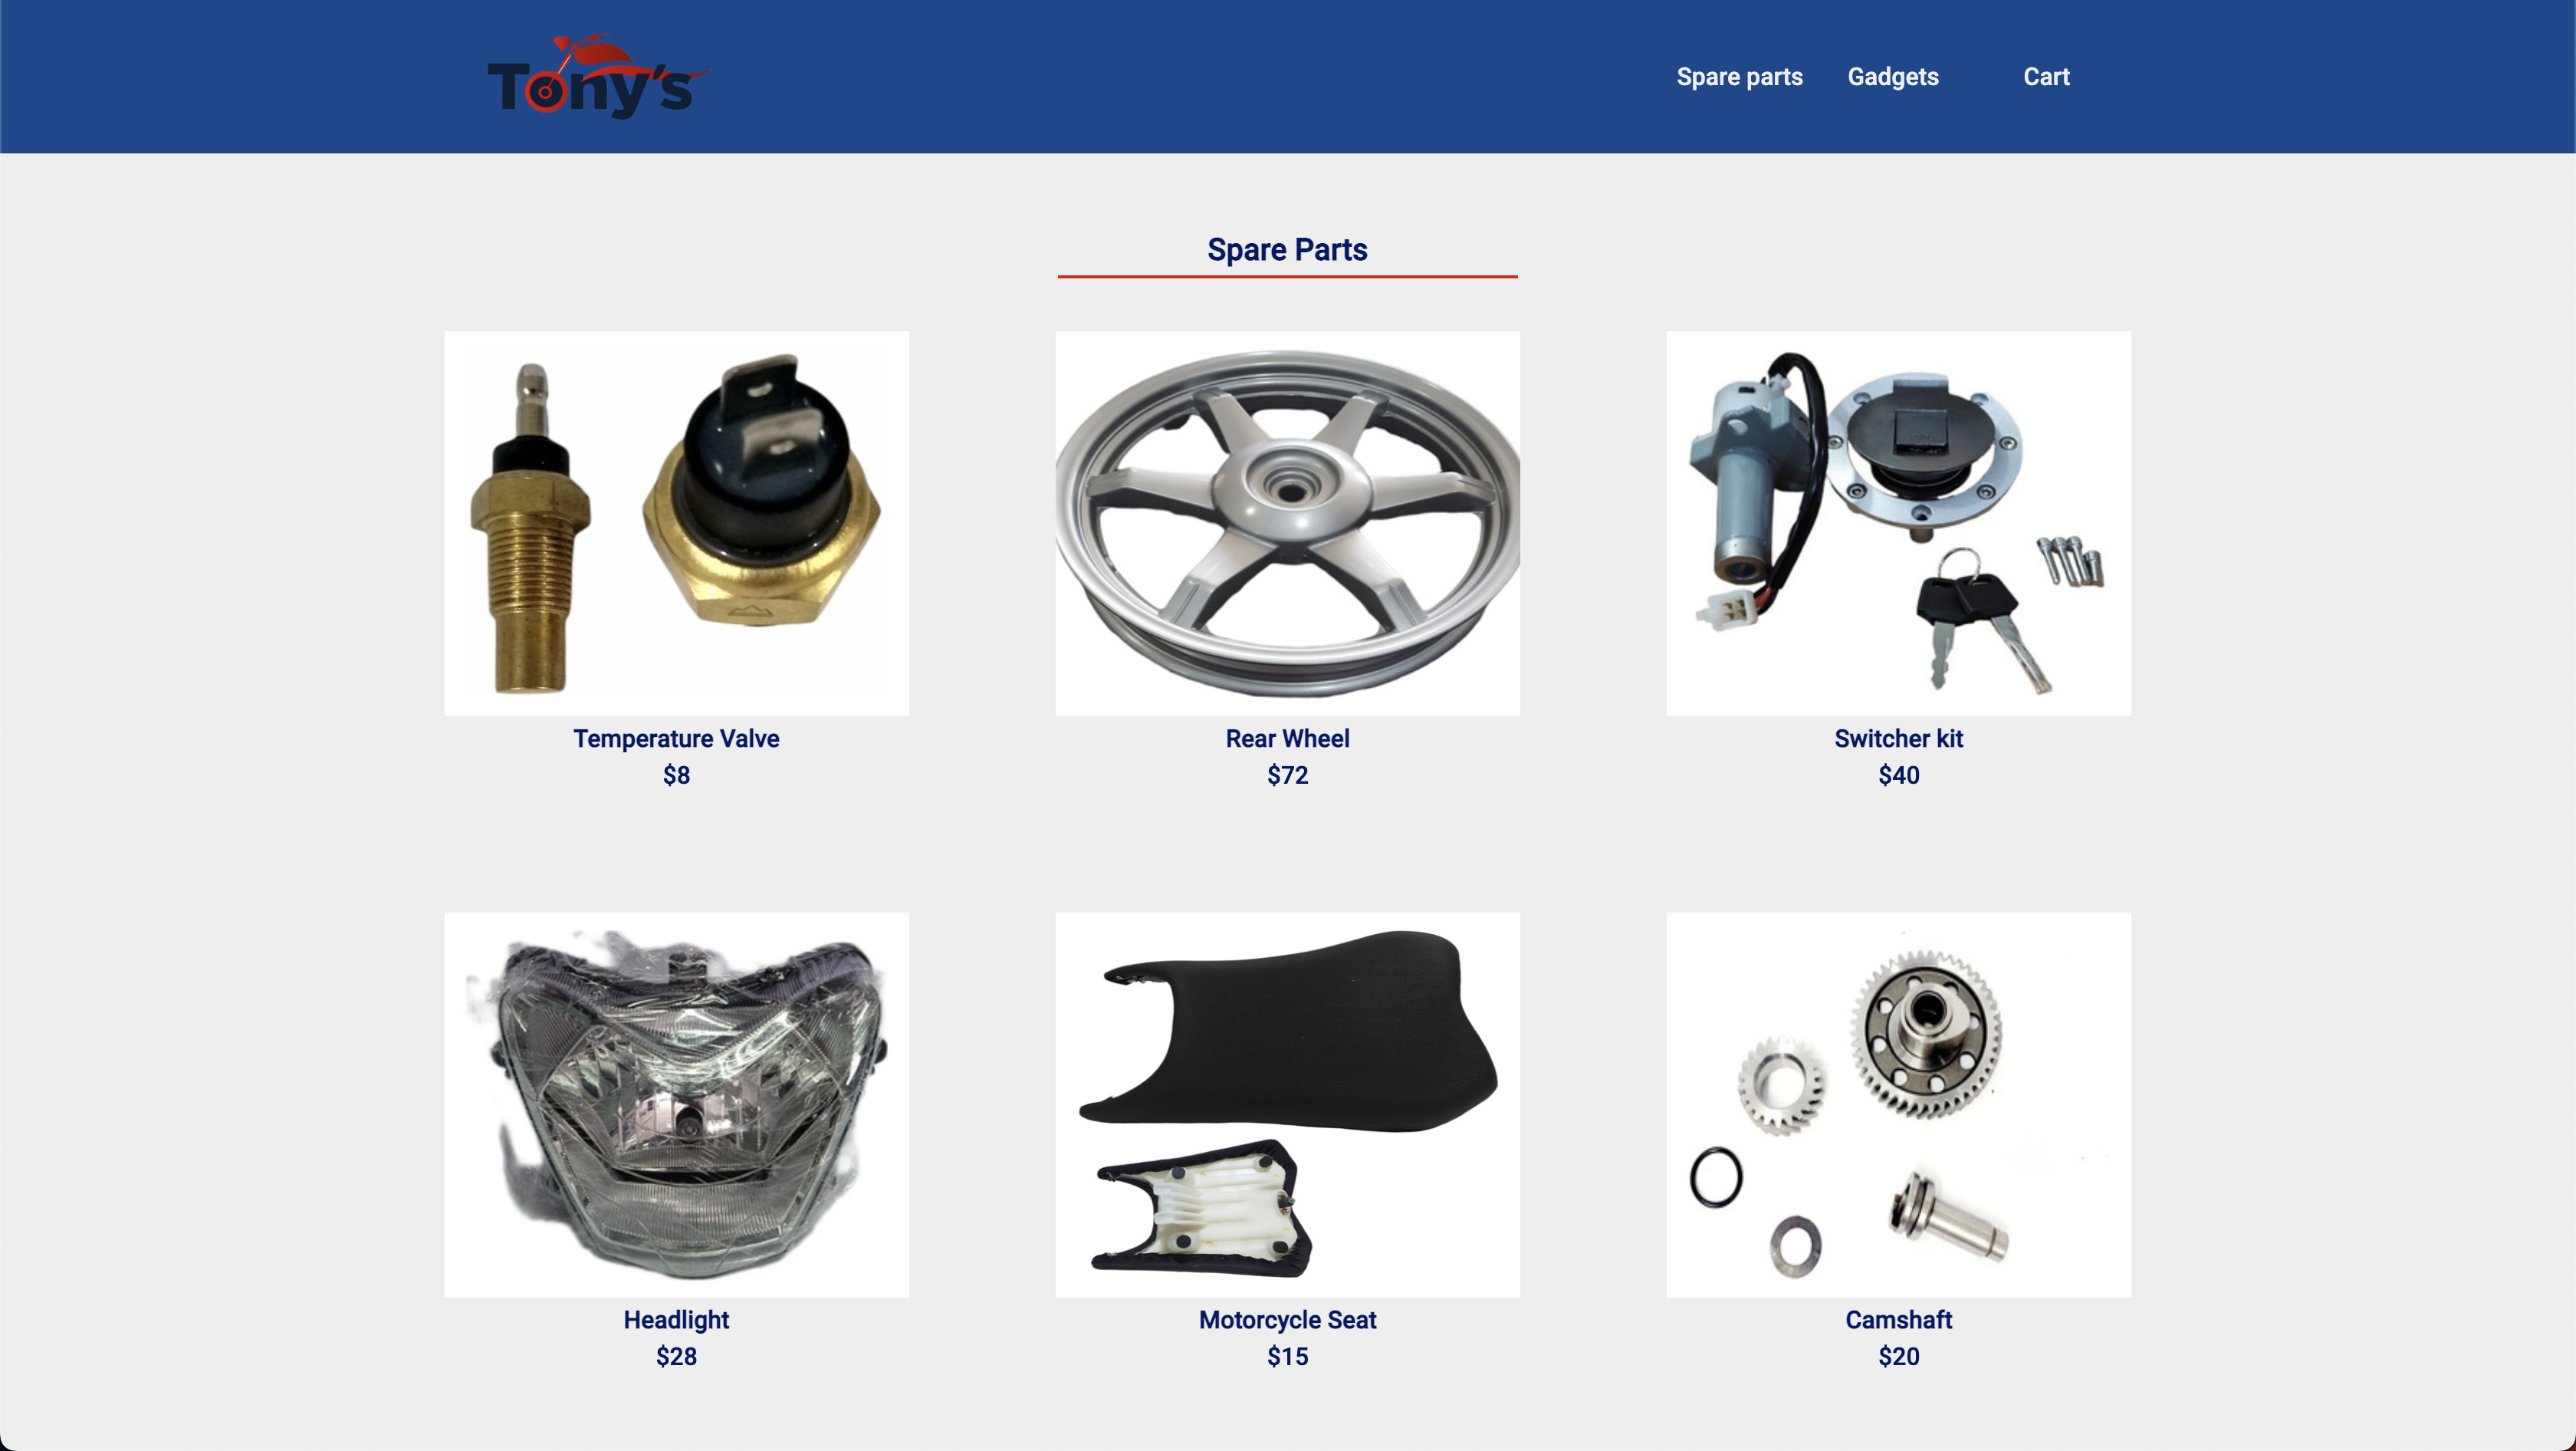 Tony's
Spare parts Gadgets Cart
Spare Parts
Temperature Valve
$8
Rear Wheel
$72
Switcher kit
$40
Headlight
$28
Motorcycle Seat
$15
Camshaft
$20